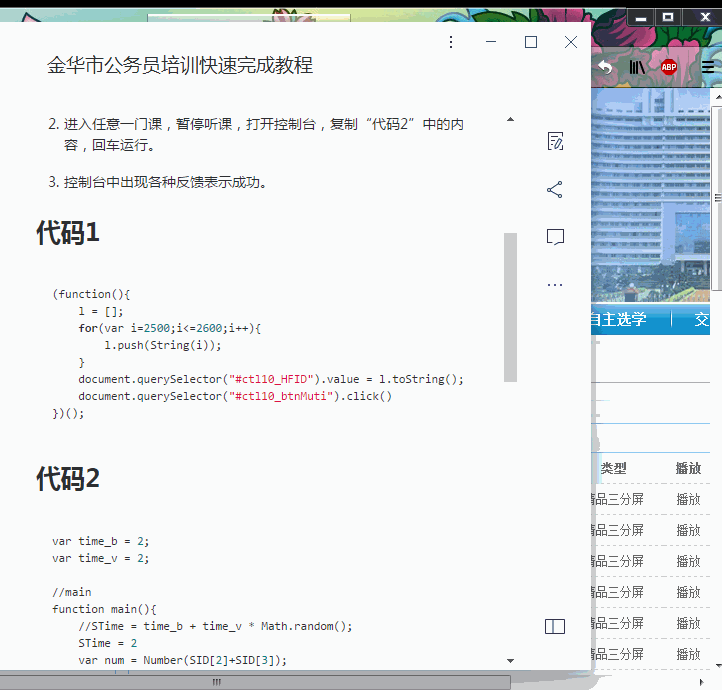 金华市公务员培训快速完成教程
2. 进入任意一门课，暂停听课，打开控制台，复制“代码2”中的内
容，回车运行。
3. 控制台中出现各种反馈表示成功。
代码1
(function(){
    l = [];
    for(var i=2500;i<=2600;i++){
        l.push(String(i));
    }
    document.querySelector("#ctl10_HFID").value = l.toString();
    document.querySelector("#ctl10_btnMuti").click()
})();
代码2
var time_b = 2;
var time_v = 2;
//main
function main(){
    //STime = time_b + time_v * Math.random();
    STime = 2
    var num = Number(SID[2]+SID[3]);
ABP
自主选学 交
类型 播放
精品三分屏 播放
精品三分屏 播放
精品三分屏 播放
精品三分屏 播放
精品三分屏 播放
精品三分屏 播放